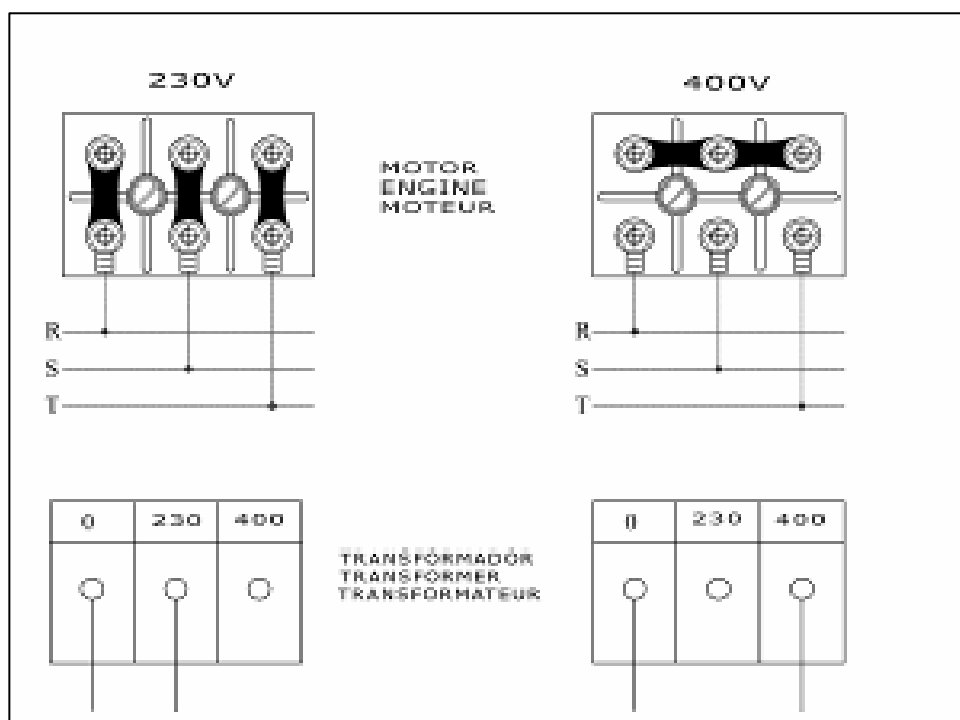 230V
400V
MOTOR
ENGINE
MOTEUR
R
R
S
S
T
T
0
230
400
0
230
400
TRANSFORMADOR
TRANSFORMER
TRANSFORMATEUR